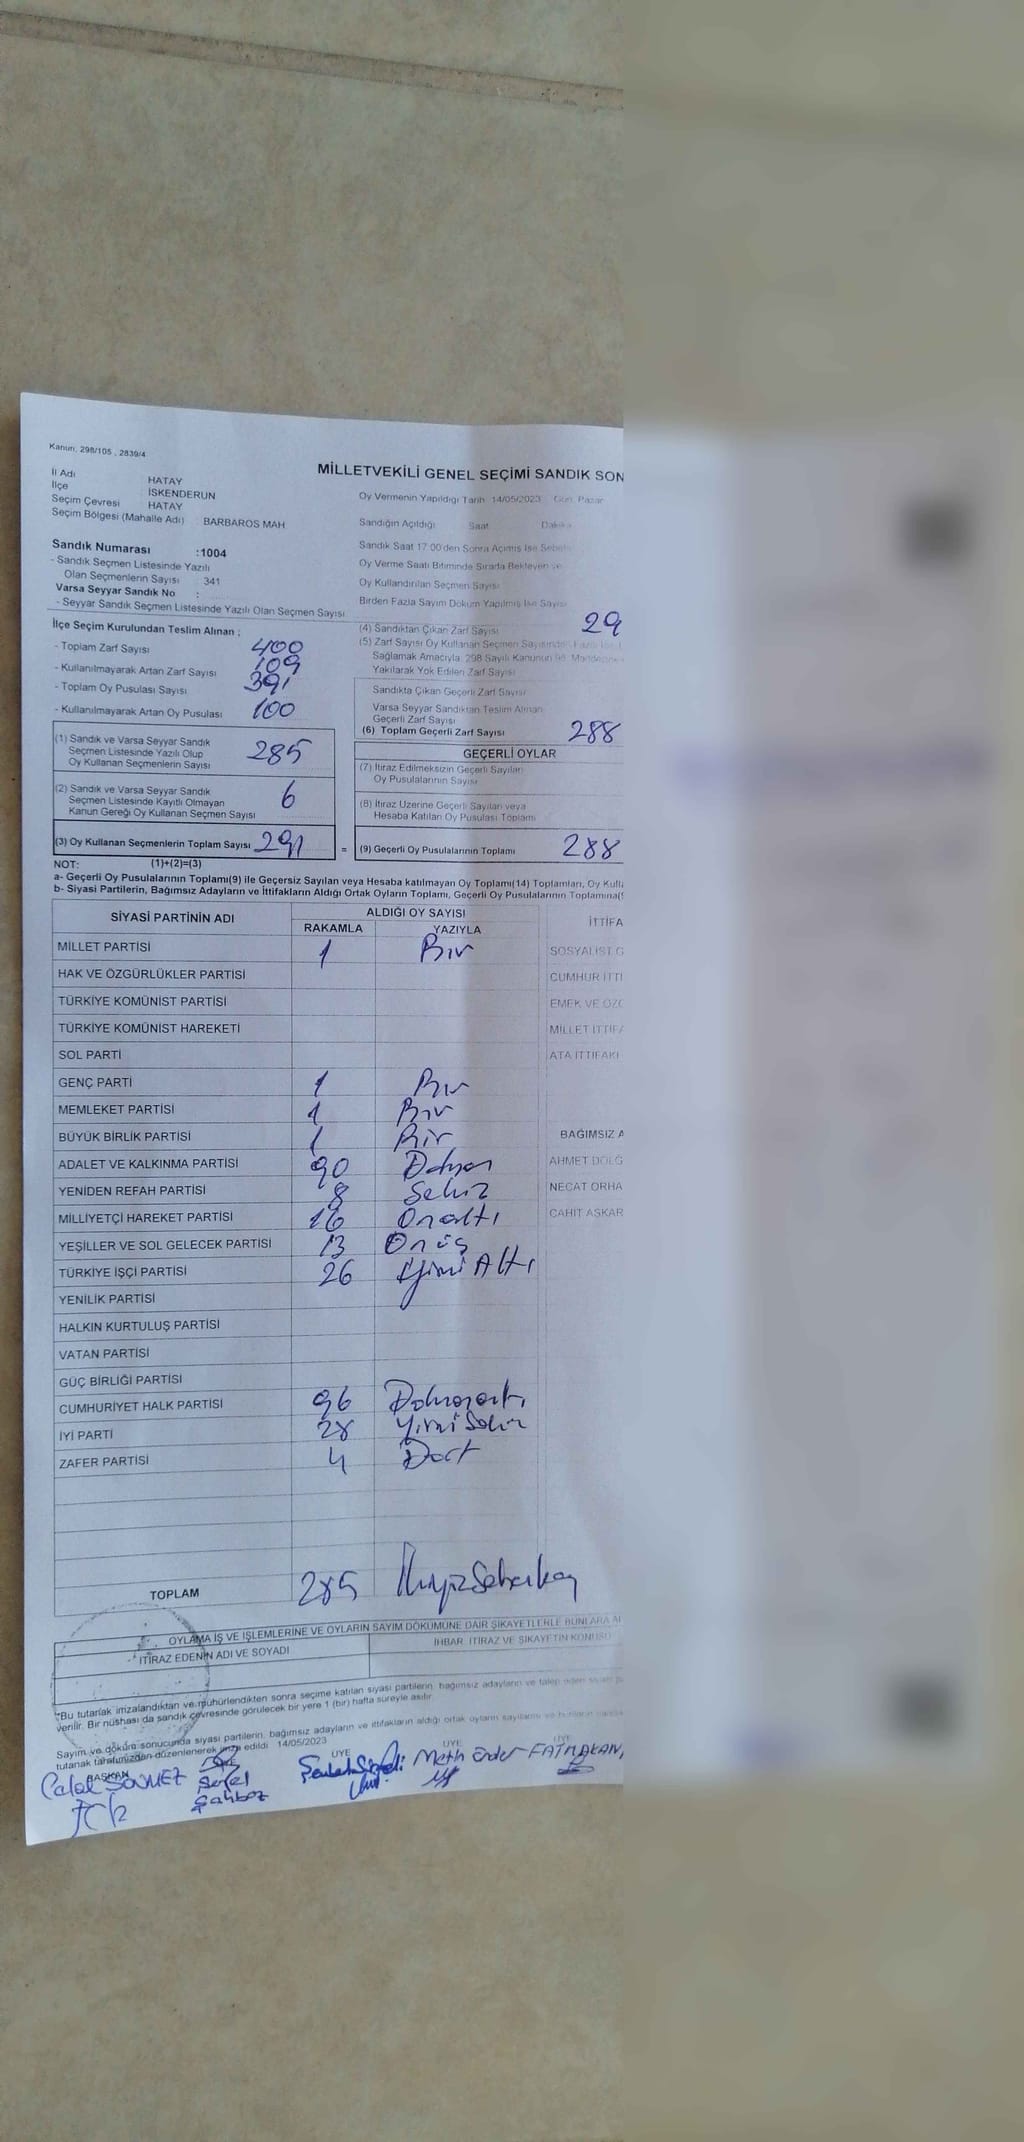 Kanun, 298/105 , 2839/4
MİLLETVEKİLİ GENEL SEÇİMİ SANDIK SON
İl Adı HATAY
İlçe İSKENDERUN
Seçim Çevresi HATAY
Seçim Bölgesi (Mahalle Adı) : BARBAROS MAH
Sandık Numarası :1004
- Sandık Seçmen Listesinde Yazılı
Olan Seçmenlerin Sayısı 341
Varsa Seyyar Sandık No :
- Seyyar Sandık Seçmen Listesinde Yazılı Olan Seçmen Sayısı
Oy Vermenin Yapıldığı Tarih 14/05/2023 Gün Pazar
Sandığın Açıldığı Saat Dakika
Sandık Saat 17:00'den Sonra Açılmış İse Sebebi
Oy Verme Saati Bitiminde Sırada Bekleyen ve
Oy Kullandırılan Seçmen Sayısı
Birden Fazla Sayım Döküm Yapılmış İse Sayısı
İlçe Seçim Kurulundan Teslim Alınan ;
- Toplam Zarf Sayısı 400
- Kullanılmayarak Artan Zarf Sayısı 109
- Toplam Oy Pusulası Sayısı 391
- Kullanılmayarak Artan Oy Pusulası 100
(4) Sandıktan Çıkan Zarf Sayısı 29
(5) Zarf Sayısı Oy Kullanan Seçmen Sayısından Fazla İse
Sağlamak Amacıyla, 298 Sayılı Kanunun
Yakılarak Yok Edilen Zarf Sayısı
Sandıkta Çıkan Geçerli Zarf Sayısı
Varsa Seyyar Sandıktan Teslim Alınan
Geçerli Zarf Sayısı
(6) Toplam Geçerli Zarf Sayısı 288
(1) Sandık ve Varsa Seyyar Sandık
Seçmen Listesinde Yazılı Olup
Oy Kullanan Seçmenlerin Sayısı 285
(2) Sandık ve Varsa Seyyar Sandık
Seçmen Listesinde Kayıtlı Olmayan
Kanun Gereği Oy Kullanan Seçmen Sayısı 6
(3) Oy Kullanan Seçmenlerin Toplam Sayısı 291 =
GEÇERLİ OYLAR
(7) İtiraz Edilmeksizin Geçerli Sayılan
Oy Pusulalarının Sayısı
(8) İtiraz Üzerine Geçerli Sayılan veya
Hesaba Katılan Oy Pusulası Toplamı
(9) Geçerli Oy Pusulalarının Toplamı 288
NOT: (1)+(2)=(3)
a- Geçerli Oy Pusulalarının Toplamı(9) ile Geçersiz Sayılan veya Hesaba katılmayan Oy Toplamı(14) Toplamları, Oy Kull
b- Siyasi Partilerin, Bağımsız Adayların ve İttifakların Aldığı Ortak Oyların Toplamı, Geçerli Oy Pusulalarının Toplamına(9
SİYASİ PARTİNİN ADI ALDIĞI OY SAYISI
RAKAMLA YAZIYLA
MİLLET PARTİSİ 1 Bir
HAK VE ÖZGÜRLÜKLER PARTİSİ
TÜRKİYE KOMÜNİST PARTİSİ
TÜRKİYE KOMÜNİST HAREKETİ
SOL PARTİ
GENÇ PARTİ 1 Bir
MEMLEKET PARTİSİ 1 Bir
BÜYÜK BİRLİK PARTİSİ 1 Bir
ADALET VE KALKINMA PARTİSİ 90 Doksan
YENİDEN REFAH PARTİSİ 8 Sekiz
MİLLİYETÇİ HAREKET PARTİSİ 16 Onaltı
YEŞİLLER VE SOL GELECEK PARTİSİ 13 Onüç
TÜRKİYE İŞÇİ PARTİSİ 26 Yirmi Altı
YENİLİK PARTİSİ
HALKIN KURTULUŞ PARTİSİ
VATAN PARTİSİ
GÜÇ BİRLİĞİ PARTİSİ
CUMHURİYET HALK PARTİSİ 96 Doksanaltı
İYİ PARTİ 28 Yirmi Sekiz
ZAFER PARTİSİ 4 Dört
TOPLAM 285 İkiyüzSeksenbeş
İTTİFA
SOSYALİST G
CUMHUR İTTİ
EMEK VE ÖZG
MİLLET İTTİFA
ATA İTTİFAKI
BAĞIMSIZ A
AHMET DOLG
NECAT ORHA
CAHİT ASKAR
OYLAMA İŞ VE İŞLEMLERİNE VE OYLARIN SAYIM DÖKÜMÜNE DAİR ŞİKAYETLERLE BUNLARA Aİ
İTİRAZ EDENİN ADI VE SOYADI İHBAR, İTİRAZ VE ŞİKAYETİN KONUSU
*Bu tutanak imzalandıktan ve mühürlendikten sonra seçime katılan siyasi partilerin, bağımsız adayların ve talep eden siyasi
verilir. Bir nüshası da sandık çevresinde görülecek bir yere 1 (bir) hafta süreyle asılır.
Sayım ve döküm sonucunda siyasi partilerin, bağımsız adayların ve ittifakların aldığı ortak oyların sayıları
tutanak tarafımızdan düzenlenerek imza edildi. 14/05/2023
BAŞKAN ÜYE ÜYE ÜYE
Celal SÖNMEZ Metin Önder FATMAKAN,